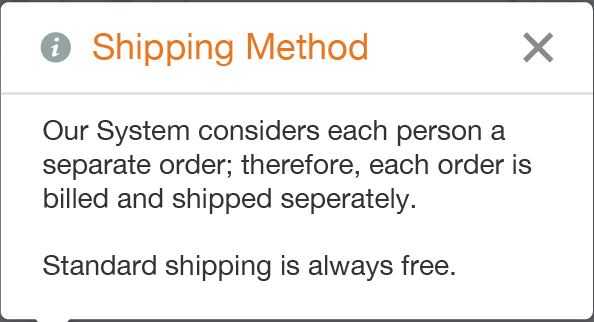 Shipping Method
Our System considers each person a
separate order; therefore, each order is
billed and shipped seperately.
Standard shipping is always free.